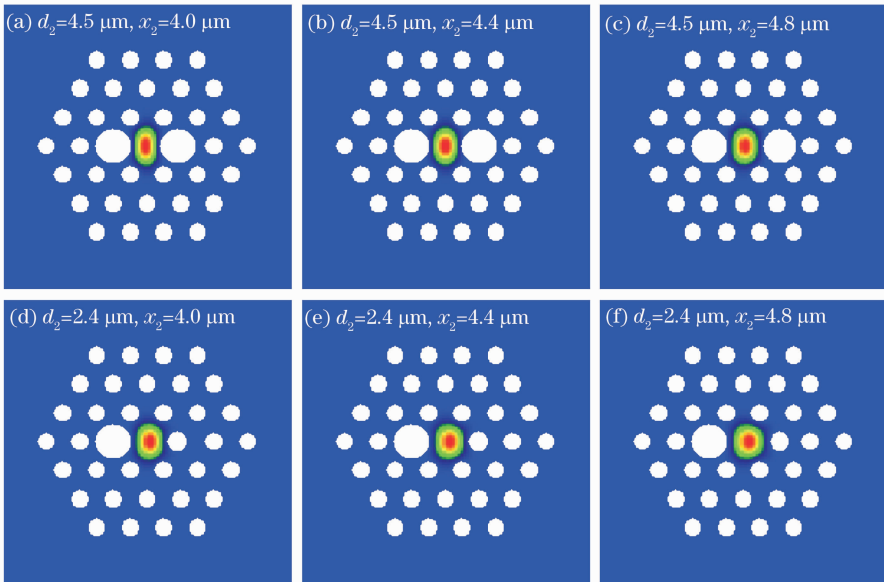 (a) d₂=4.5 μm, x₂=4.0 μm
(b) d₂=4.5 μm, x₂=4.4 μm
(c) d₂=4.5 μm, x₂=4.8 μm
(d) d₂=2.4 μm, x₂=4.0 μm
(e) d₂=2.4 μm, x₂=4.4 μm
(f) d₂=2.4 μm, x₂=4.8 μm